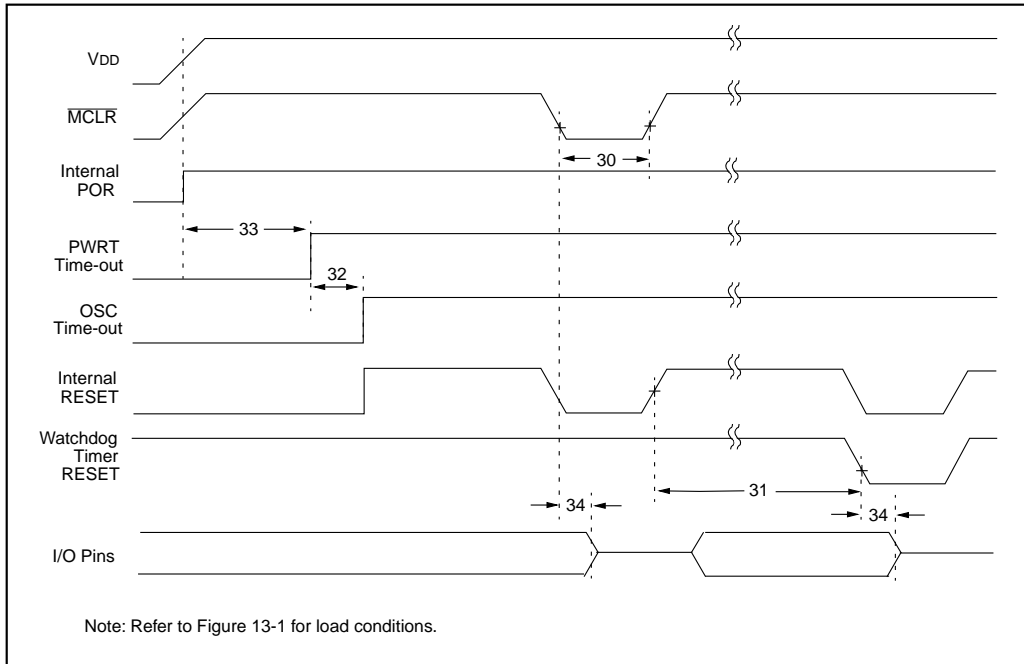 VDD
MCLR
30
Internal
POR
33
PWRT
Time-out
32
OSC
Time-out
Internal
RESET
Watchdog
Timer
RESET
31
34
34
I/O Pins
Note: Refer to Figure 13-1 for load conditions.